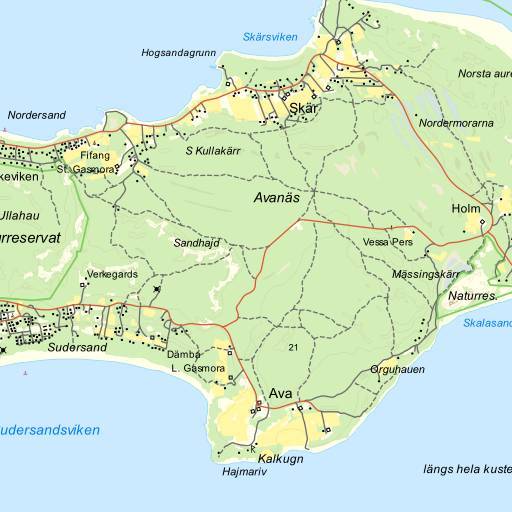 Skärsviken
Hogsandagrunn
Norsta aure
Nordersand
Skär
Nordermorarna
S Kullakärr
Fifang
St. Gasmora
keviken
Avanäs
Holm
Ullahau
Sandhajd
Vessa Pers
urreservat
Verkegards
Mässingskärr
Naturres.
Skalasand
Sudersand
Dämba
L. Gasmora
21
Orguhauen
Ava
udersandsviken
Kalkugn
Hajmariv
längs hela kuste